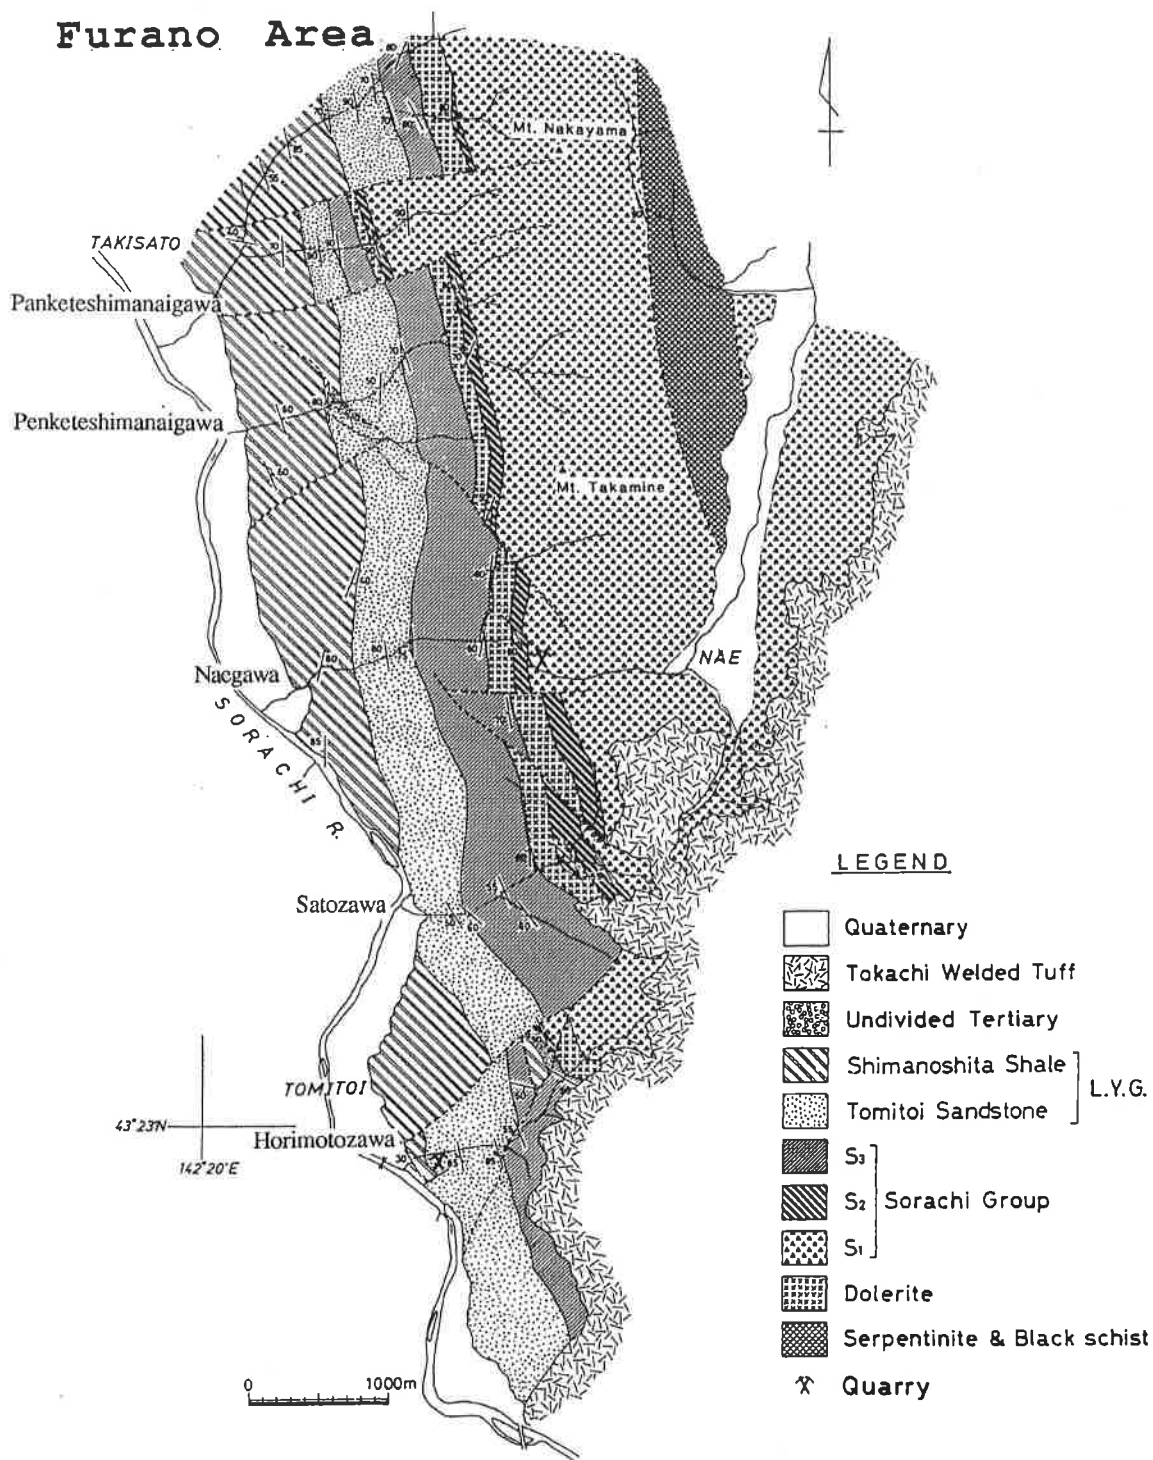 Furano Area
Mt. Nakayama
TAKISATO
Panketeshimanaigawa
Penketeshimanaigawa
Mt. Takamine
NAE
Naegawa
SORACHI R.
Satozawa
TOMITOI
43°23'N
Horimotozawa
142°20'E
0 1000m
LEGEND
Quaternary
Tokachi Welded Tuff
Undivided Tertiary
Shimanoshita Shale
L.Y.G.
Tomitoi Sandstone
S3
S2 Sorachi Group
S1
Dolerite
Serpentinite & Black schist
Quarry